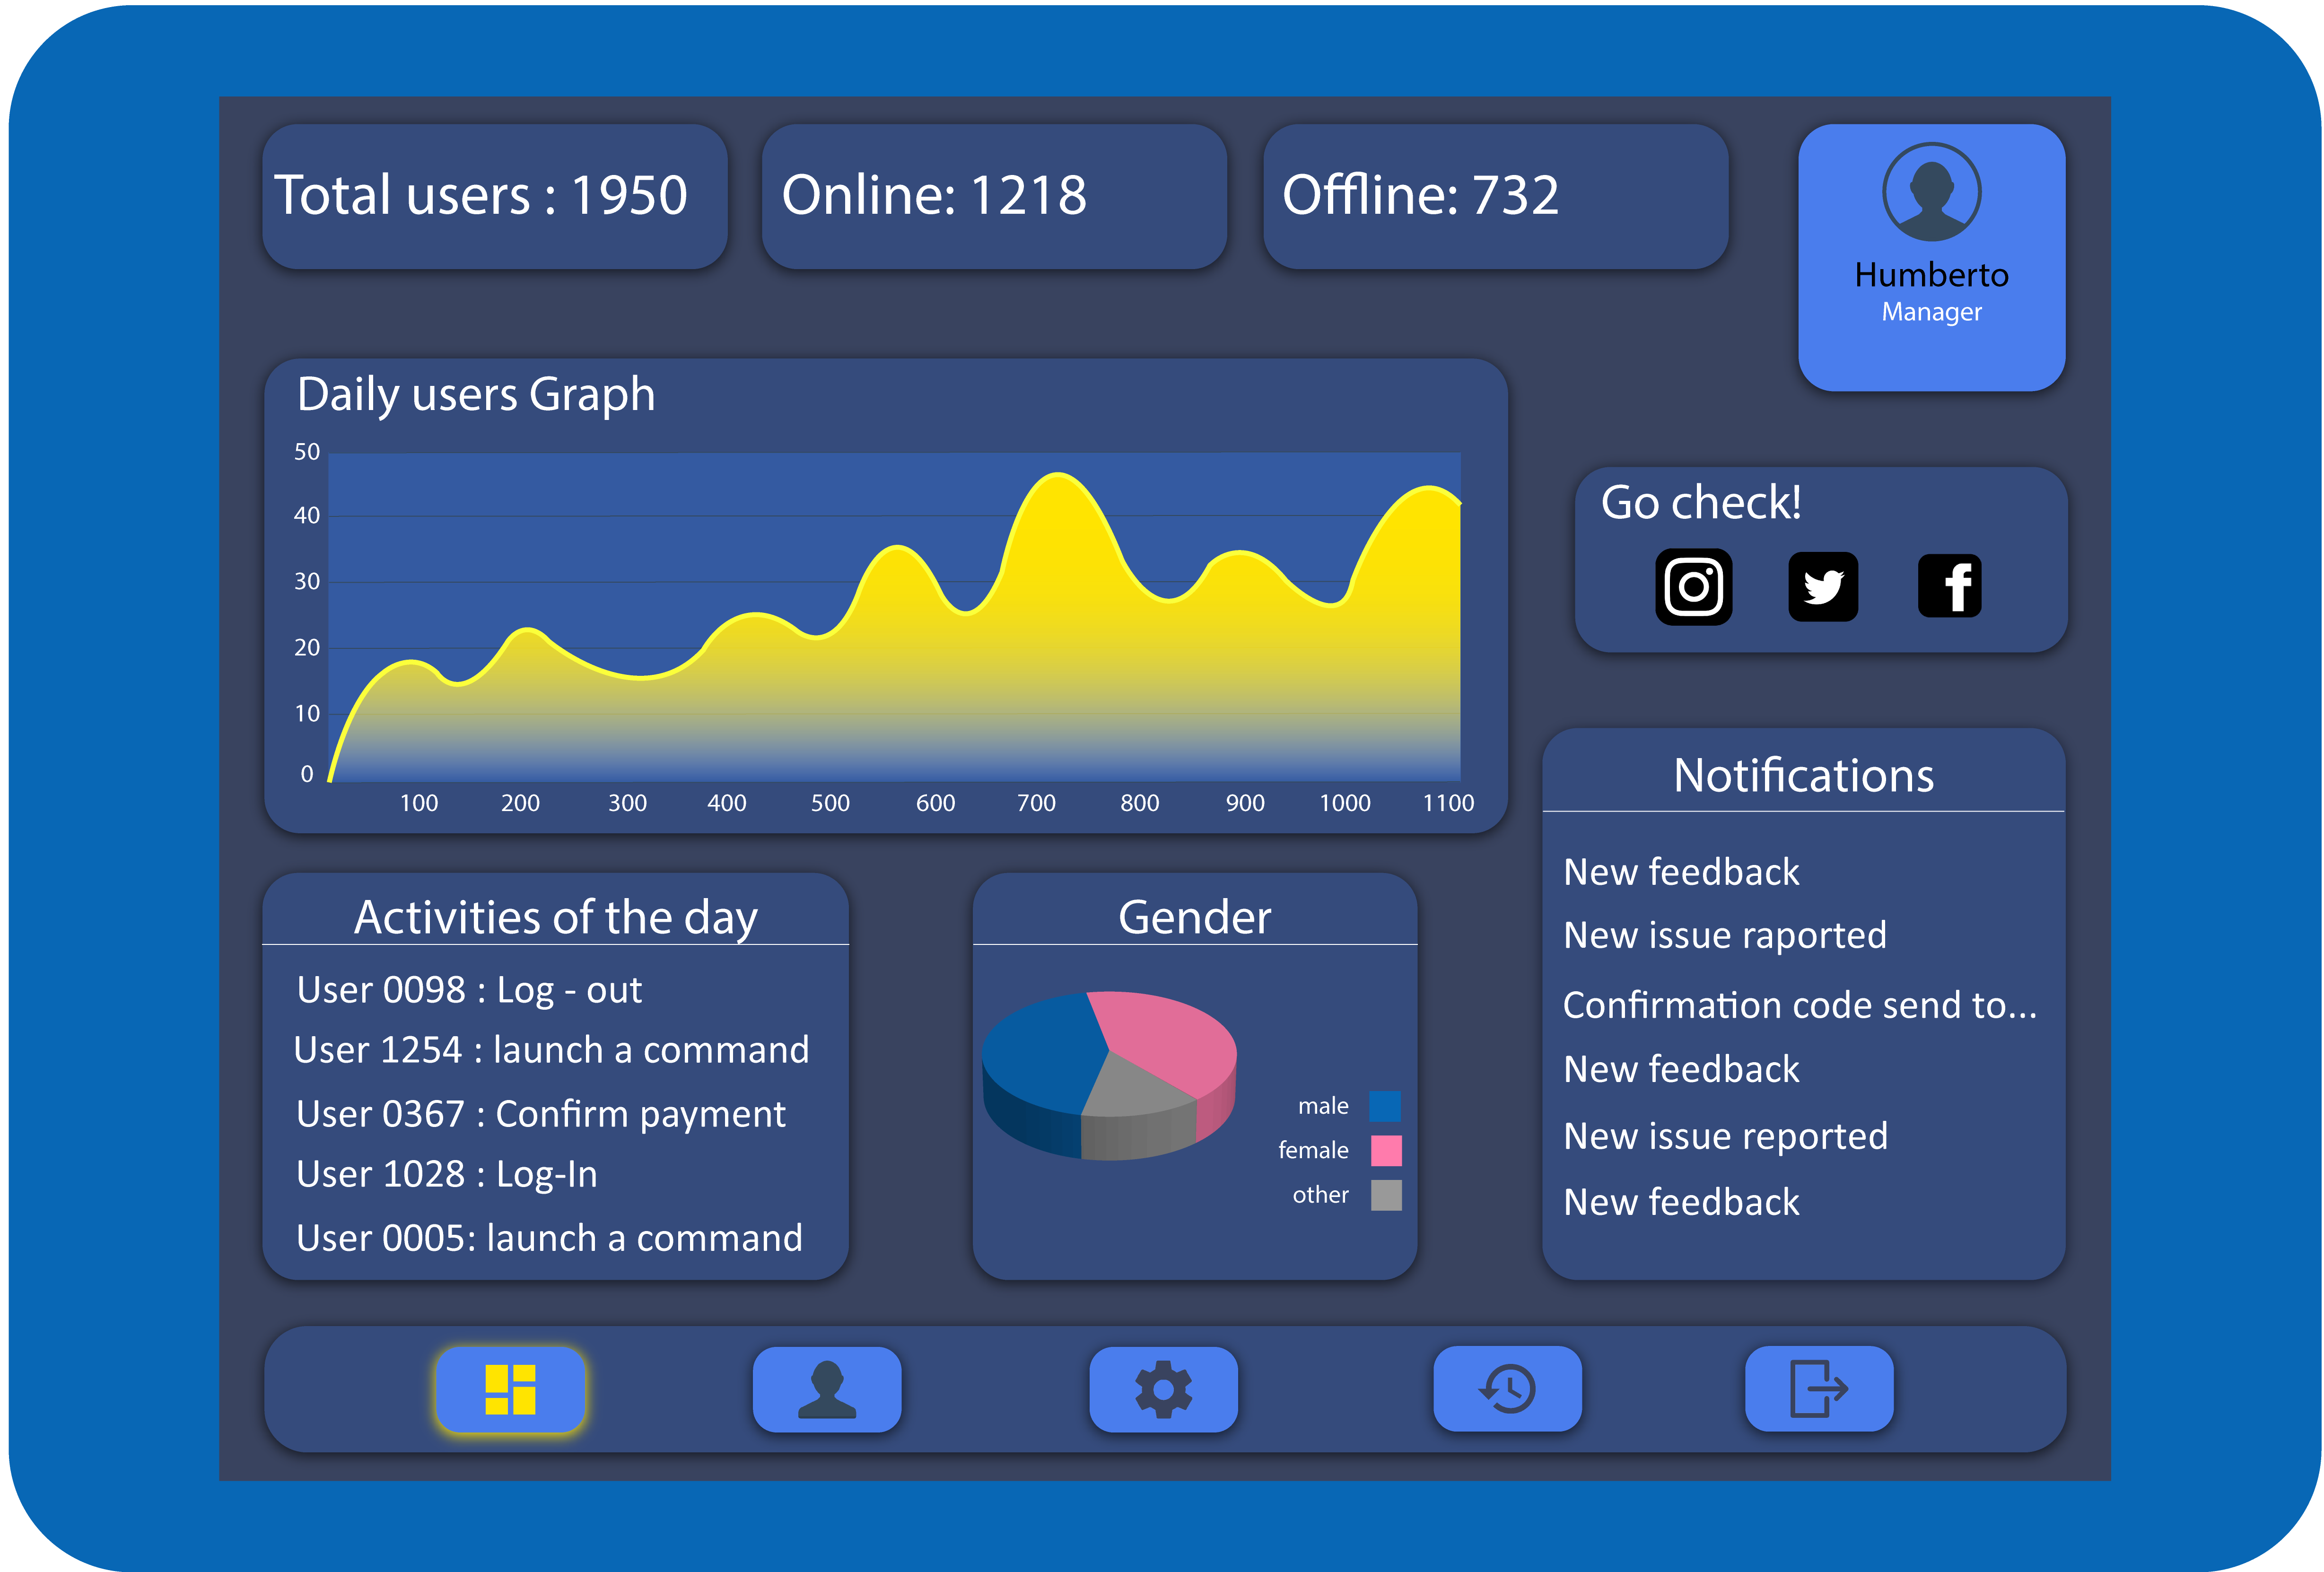 Total users : 1950
Online: 1218
Offline: 732
Humberto
Manager
Daily users Graph
50
40
30
20
10
0
100 200 300 400 500 600 700 800 900 1000 1100
Go check!
Notifications
New feedback
New issue raported
Confirmation code send to...
New feedback
New issue reported
New feedback
Activities of the day
User 0098 : Log - out
User 1254 : launch a command
User 0367 : Confirm payment
User 1028 : Log-In
User 0005: launch a command
Gender
male
female
other